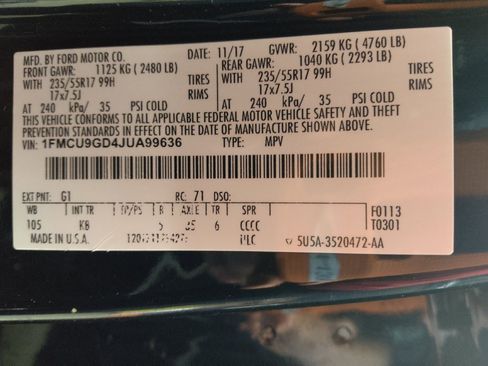 MFD. BY FORD MOTOR CO. DATE: 11/17 GVWR: 2159 KG (4760 LB)
FRONT GAWR: 1125 KG (2480 LB) REAR GAWR: 1040 KG (2293 LB)
WITH 235/55R17 99H TIRES WITH 235/55R17 99H TIRES
17x7.5J RIMS 17x7.5J RIMS
AT 240 kPa/ 35 PSI COLD AT 240 kPa/ 35 PSI COLD
THIS VEHICLE CONFORMS TO ALL APPLICABLE FEDERAL MOTOR VEHICLE SAFETY AND THEFT
PREVENTION STANDARDS IN EFFECT ON THE DATE OF MANUFACTURE SHOWN ABOVE.
VIN: 1FMCU9GD4JUA99636 TYPE: MPV
EXT PNT: G1 RC: 71 DSO:
WB INT TR TP/PS R AXLE TR SPR F0113
105 KB 5 6 CCCC T0301
MADE IN U.S.A. 5U5A-3520472-AA